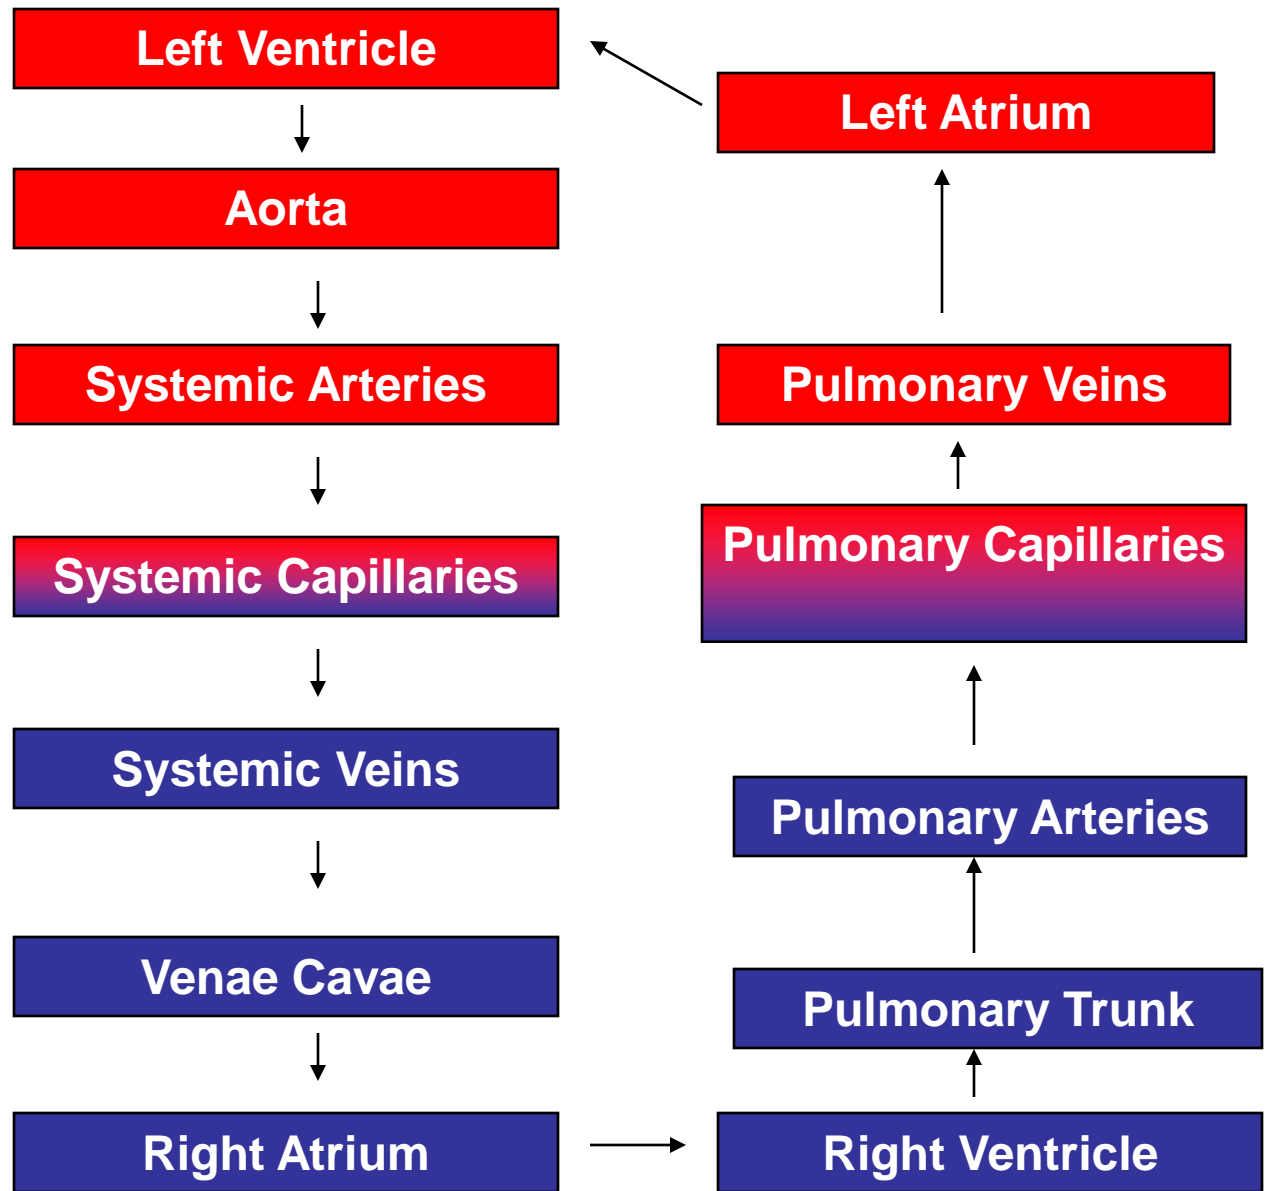 Left Ventricle
Aorta
Systemic Arteries
Systemic Capillaries
Systemic Veins
Venae Cavae
Right Atrium
Right Ventricle
Pulmonary Trunk
Pulmonary Arteries
Pulmonary Capillaries
Pulmonary Veins
Left Atrium